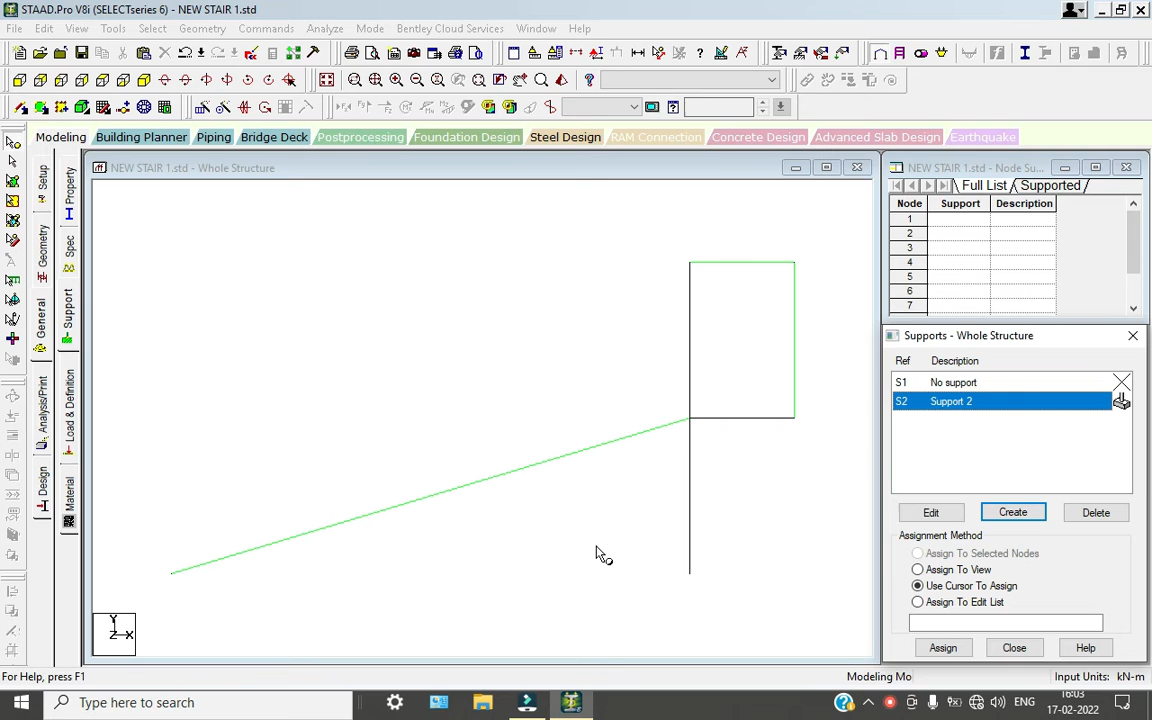 STAAD.Pro V8i (SELECTseries 6) - NEW STAIR 1.std
File Edit View Tools Select Geometry Commands Analyze Mode Bentley Cloud Services Window Help
Modeling Building Planner Piping Bridge Deck Postprocessing Foundation Design Steel Design RAM Connection Concrete Design Advanced Slab Design Earthquake
NEW STAIR 1.std - Whole Structure
NEW STAIR 1.std - Node Su...
Full List Supported
Node Support Description
1
2
3
4
5
6
7
Setup
Geometry
General
Analysis/Print
Design
Property
Spec
Support
Load & Definition
Material
Supports - Whole Structure
Ref Description
S1 No support
S2 Support 2
Edit Create Delete
Assignment Method
Assign To Selected Nodes
Assign To View
Use Cursor To Assign
Assign To Edit List
Assign Close Help
Y
Z X
For Help, press F1
Modeling Mo
Input Units: kN-m
Type here to search
ENG
16:03
17-02-2022